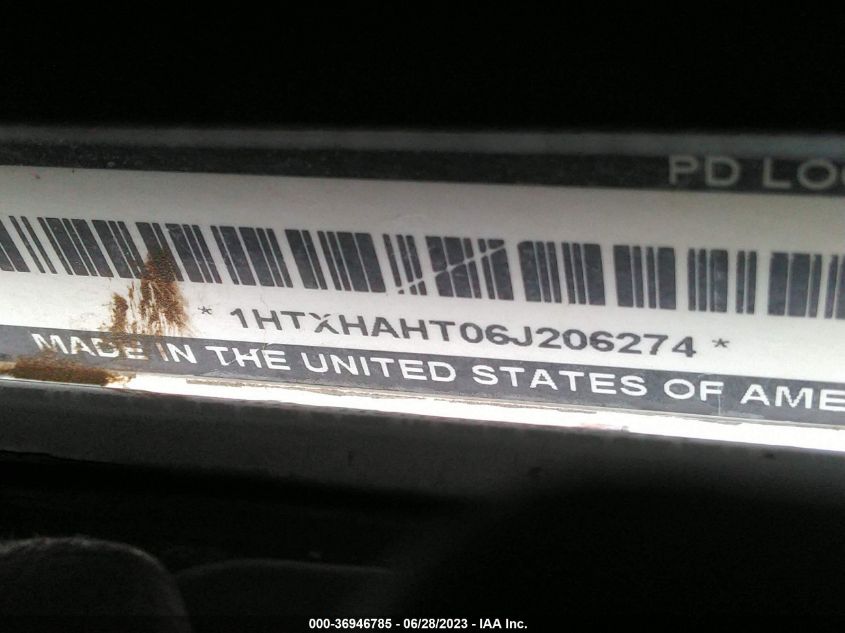 PD LO
* 1HTXHAHT06J206274 *
MADE IN THE UNITED STATES OF AME
000-36946785 - 06/28/2023 - IAA Inc.